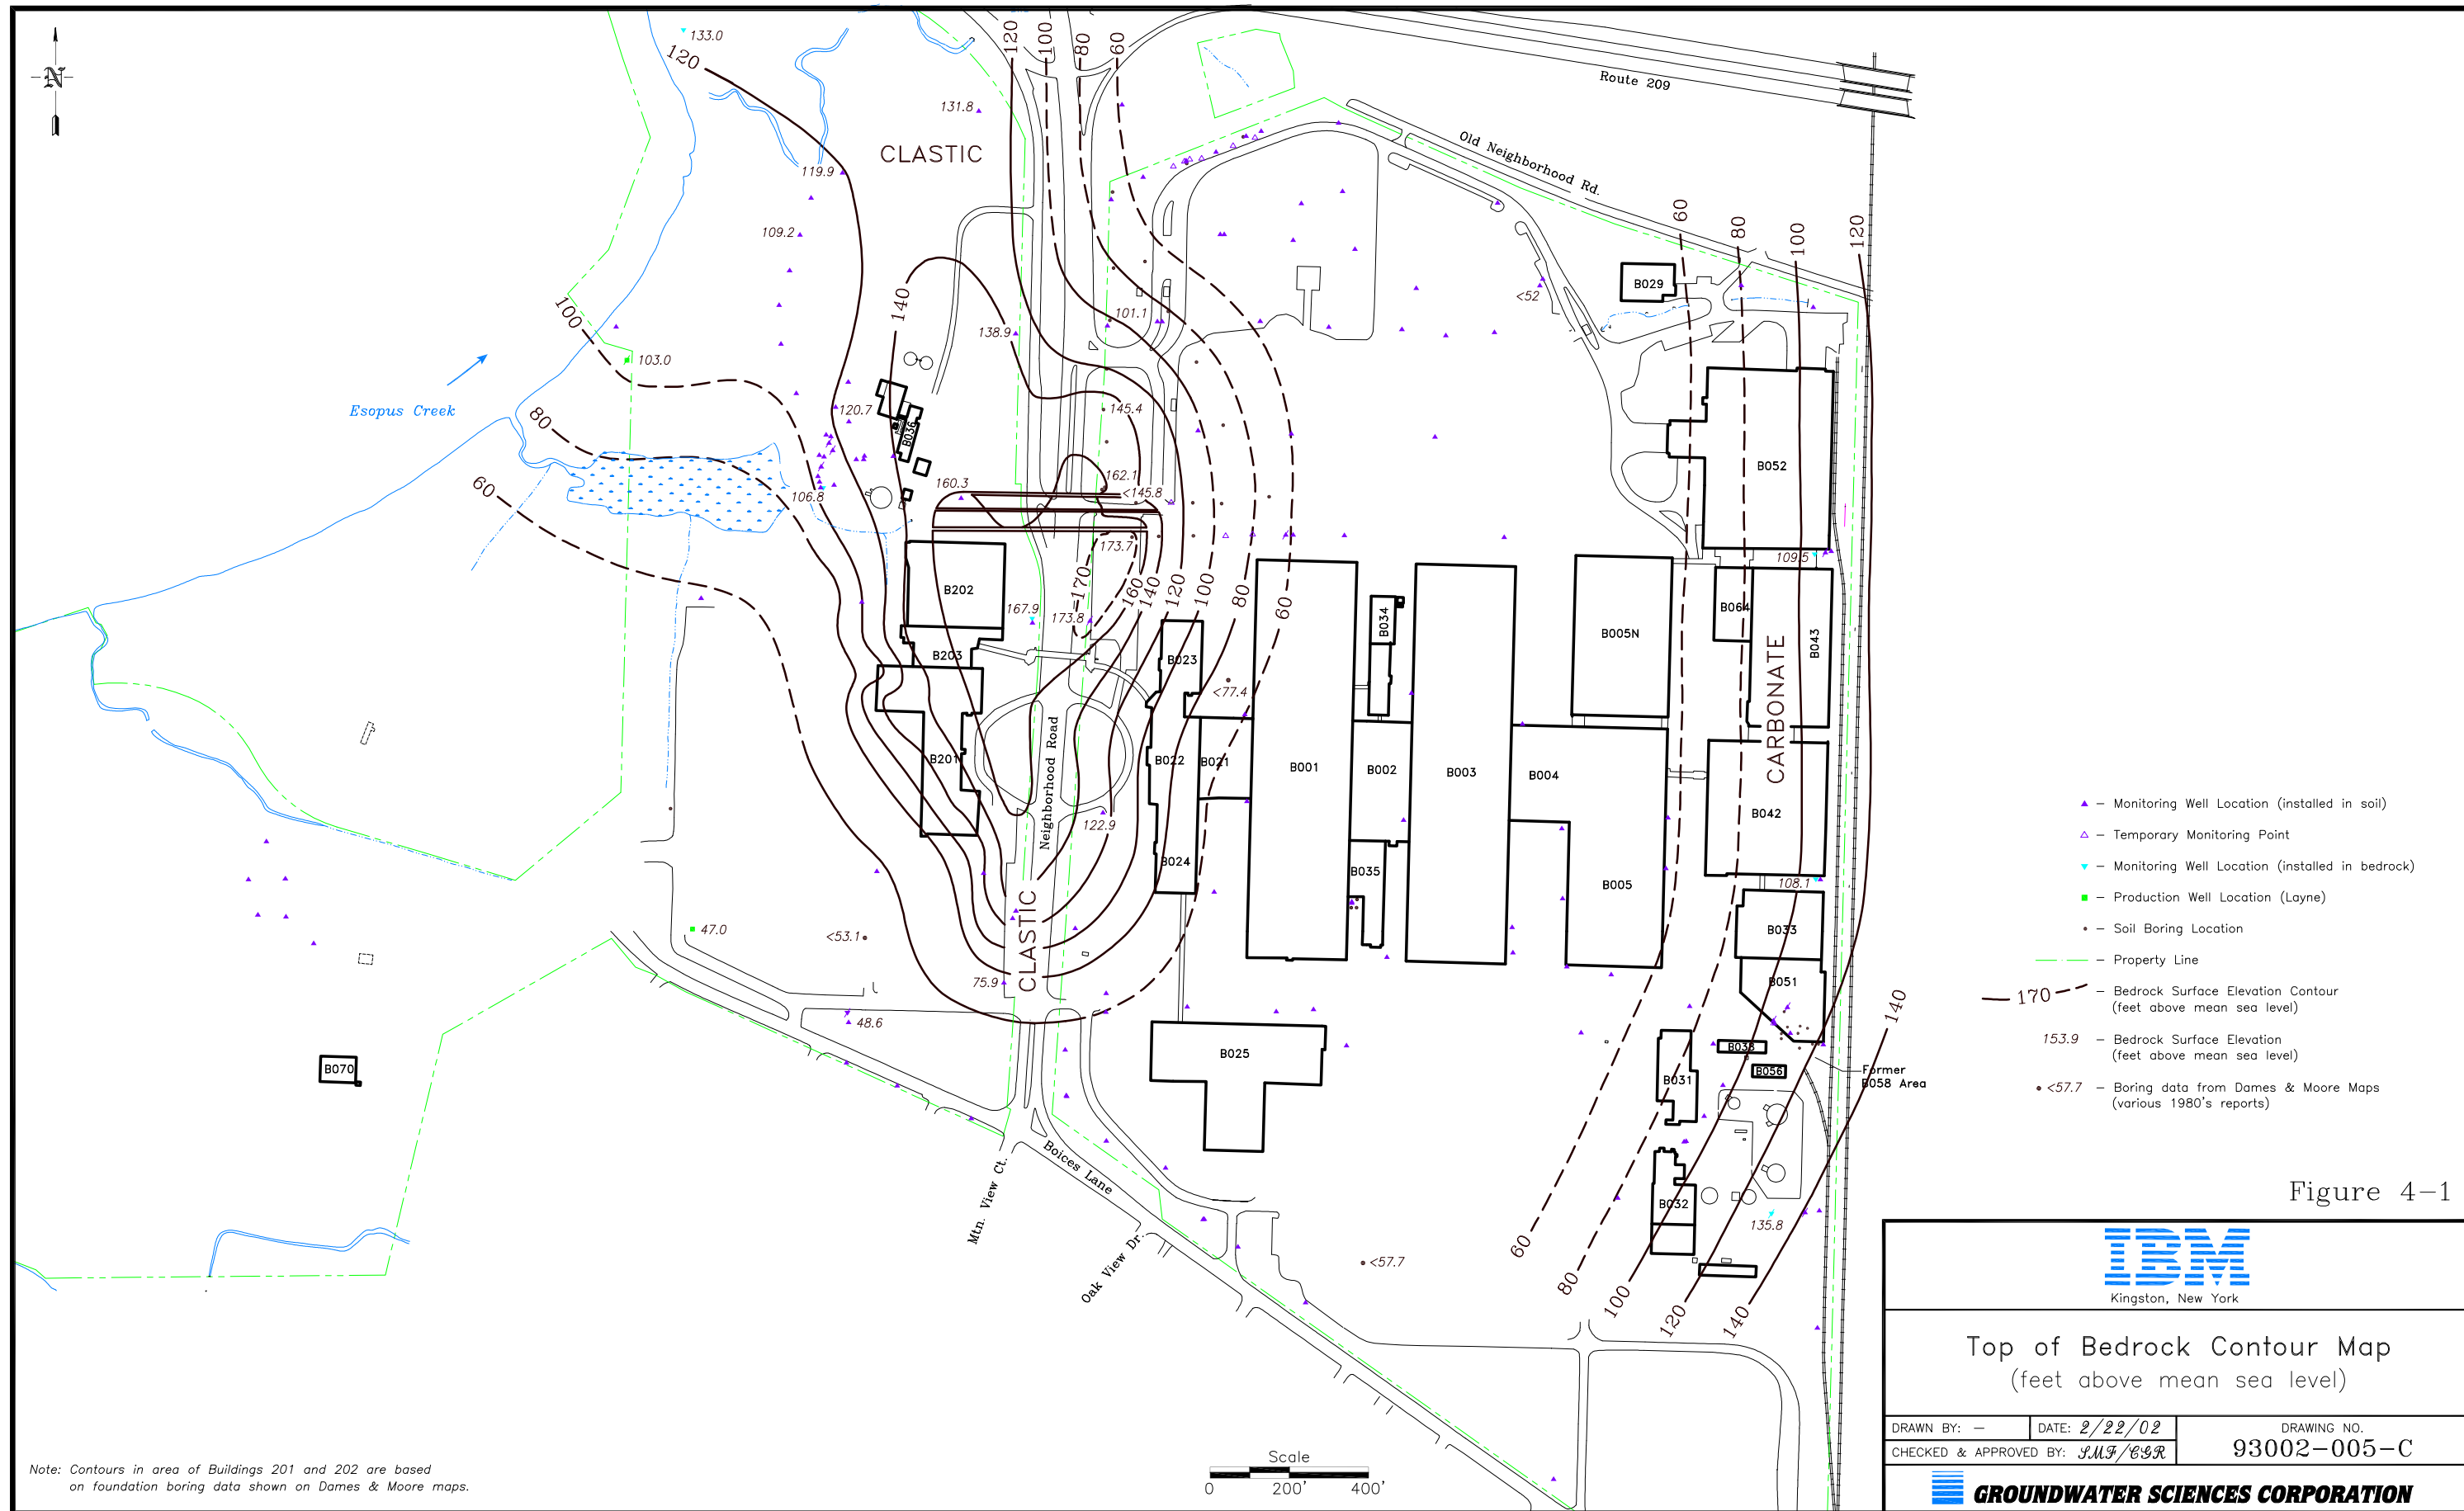 133.0
120
120
100
80
60
N
131.8
Route 209
CLASTIC
Old Neighborhood Rd.
119.9
60
80
100
120
109.2
140
B029
<52
100
101.1
138.9
103.0
Esopus Creek
80
120.7
145.4
B036
B052
60
160.3
162.1
106.8
<145.8
173.7
109.5
B202
170
160
140
120
100
80
60
B034
B005N
B064
B043
167.9
173.8
B203
B023
CARBONATE
<77.4
Neighborhood Road
B201
B022
B021
B001
B002
B003
B004
B042
122.9
B024
B035
B005
108.1
CLASTIC
47.0
<53.1
B033
75.9
B051
48.6
140
B025
B038
B070
B031
B056
Former
B058 Area
Boices Lane
Mtn. View Ct.
B032
135.8
Oak View Dr.
<57.7
60
80
100
120
140
– Monitoring Well Location (installed in soil)
– Temporary Monitoring Point
– Monitoring Well Location (installed in bedrock)
– Production Well Location (Layne)
– Soil Boring Location
– Property Line
170 – Bedrock Surface Elevation Contour
(feet above mean sea level)
153.9 – Bedrock Surface Elevation
(feet above mean sea level)
<57.7 – Boring data from Dames & Moore Maps
(various 1980's reports)
Figure 4-1
IBM
Kingston, New York
Top of Bedrock Contour Map
(feet above mean sea level)
DRAWN BY: –
DATE: 2/22/02
DRAWING NO.
CHECKED & APPROVED BY: SMF/CGR
93002-005-C
GROUNDWATER SCIENCES CORPORATION
Scale
0 200' 400'
Note: Contours in area of Buildings 201 and 202 are based
on foundation boring data shown on Dames & Moore maps.